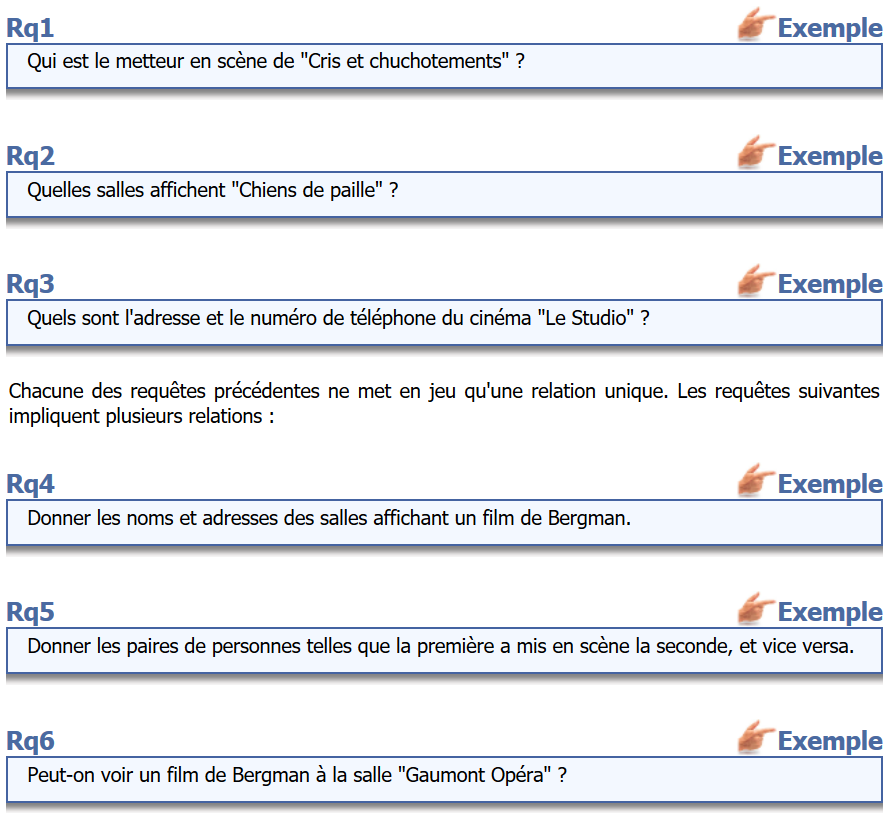 Rq1 Exemple
Qui est le metteur en scène de "Cris et chuchotements" ?
Rq2 Exemple
Quelles salles affichent "Chiens de paille" ?
Rq3 Exemple
Quels sont l'adresse et le numéro de téléphone du cinéma "Le Studio" ?
Chacune des requêtes précédentes ne met en jeu qu'une relation unique. Les requêtes suivantes
impliquent plusieurs relations :
Rq4 Exemple
Donner les noms et adresses des salles affichant un film de Bergman.
Rq5 Exemple
Donner les paires de personnes telles que la première a mis en scène la seconde, et vice versa.
Rq6 Exemple
Peut-on voir un film de Bergman à la salle "Gaumont Opéra" ?